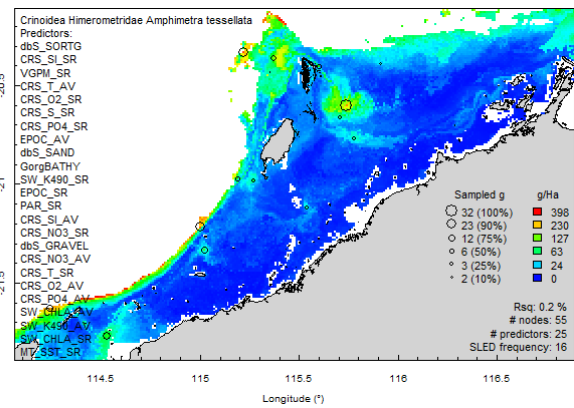 Crinoidea Himerometridae Amphimetra tessellata
Predictors:
dbS_SORTG
CRS_SI_SR
VGPM_SR
CRS_T_AV
CRS_O2_SR
CRS_S_SR
CRS_PO4_SR
EPOC_AV
dbS_SAND
GorgBATHY
SW_K490_SR
EPOC_SR
PAR_SR
CRS_SI_AV
CRS_NO3_SR
dbS_GRAVEL
CRS_NO3_AV
CRS_T_SR
CRS_O2_AV
CRS_PO4_AV
SW_CHLA_AV
SW_K490_AV
SW_CHLA_SR
MT_SST_SR
-20.5
-21
-21.5
Sampled g g/Ha
32 (100%) 398
23 (90%) 230
12 (75%) 127
6 (50%) 63
3 (25%) 24
2 (10%) 0
Rsq: 0.2 %
# nodes: 55
# predictors: 25
SLED frequency: 16
114.5 115 115.5 116 116.5
Longitude (°)